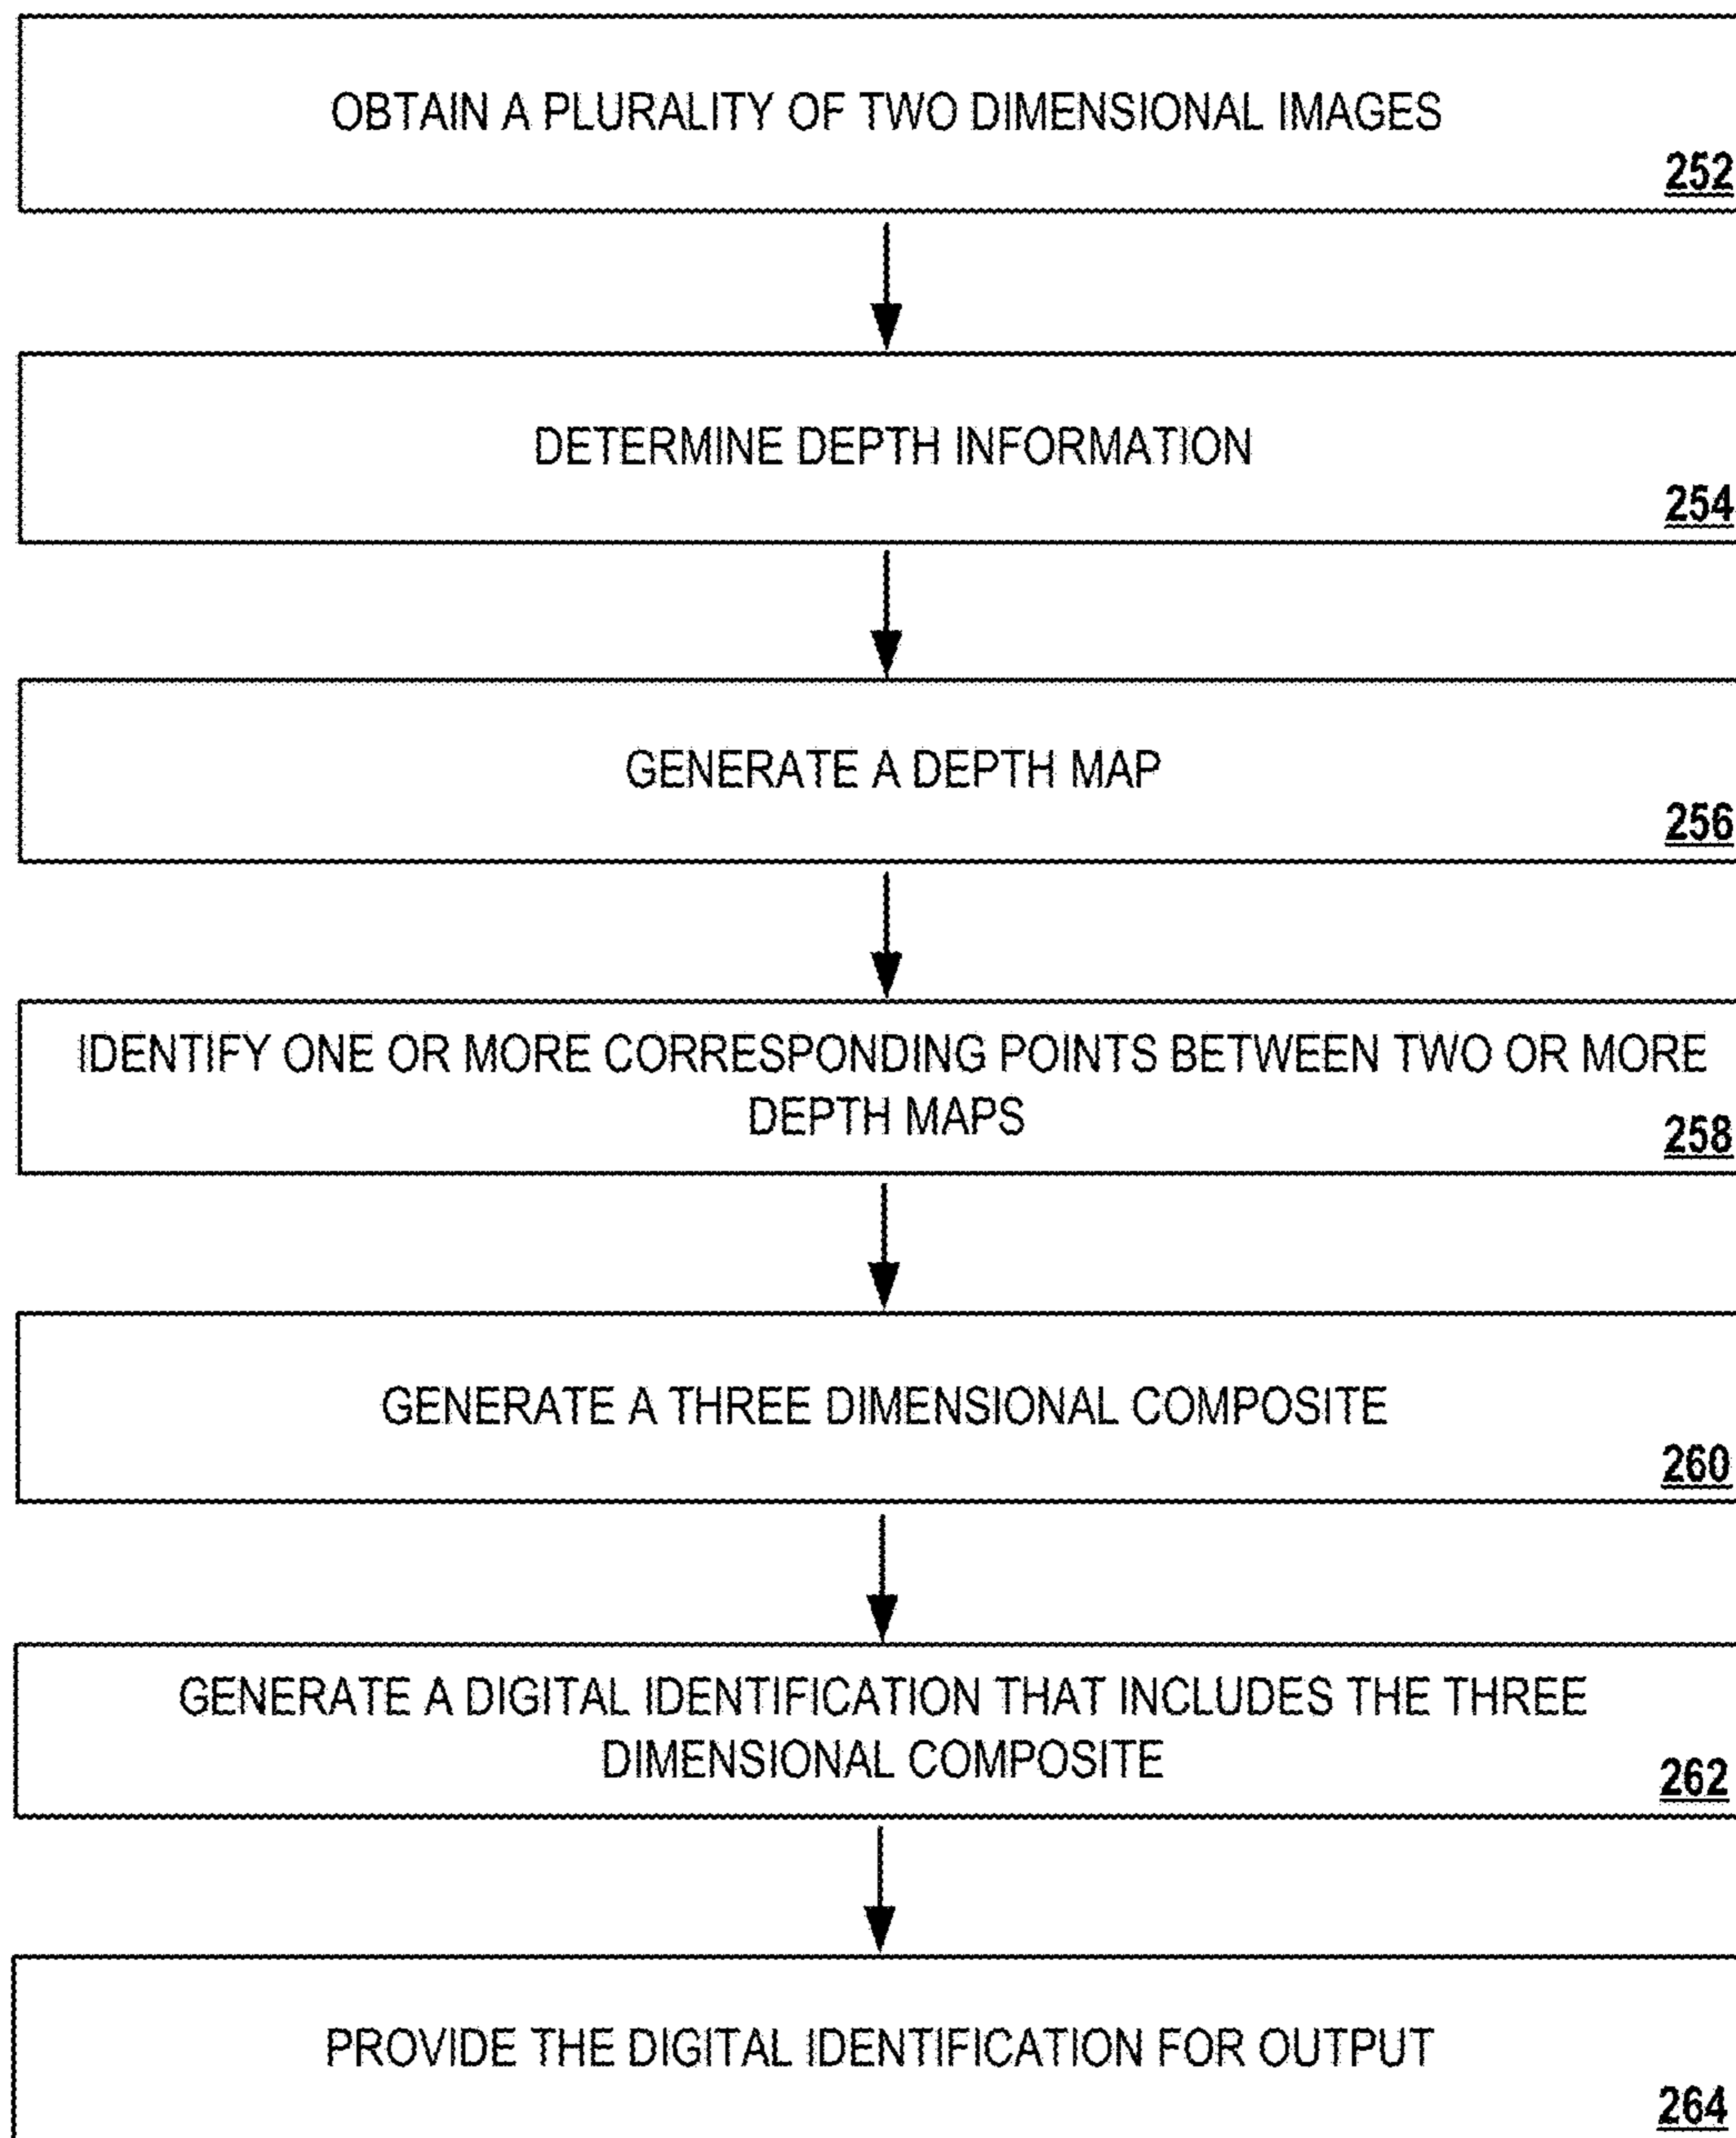 OBTAIN A PLURALITY OF TWO DIMENSIONAL IMAGES
252
DETERMINE DEPTH INFORMATION
254
GENERATE A DEPTH MAP
256
IDENTIFY ONE OR MORE CORRESPONDING POINTS BETWEEN TWO OR MORE
DEPTH MAPS
258
GENERATE A THREE DIMENSIONAL COMPOSITE
260
GENERATE A DIGITAL IDENTIFICATION THAT INCLUDES THE THREE
DIMENSIONAL COMPOSITE
262
PROVIDE THE DIGITAL IDENTIFICATION FOR OUTPUT
264